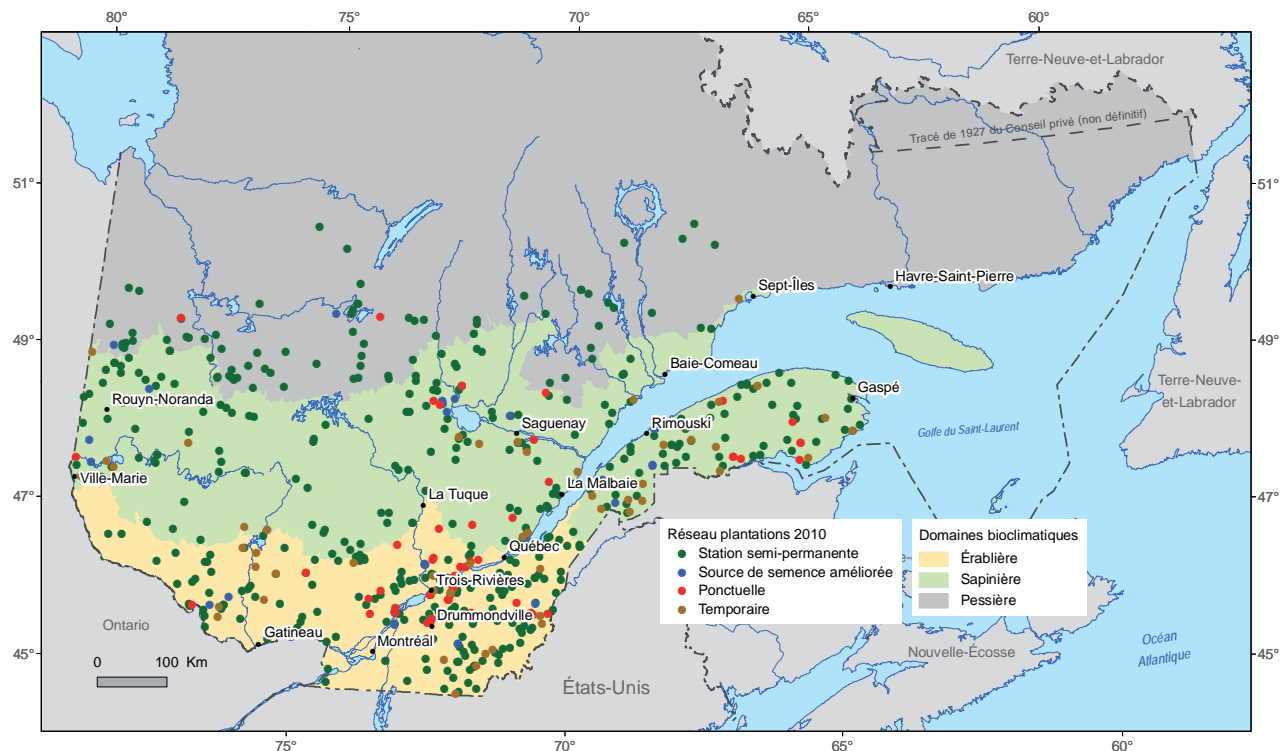 80° 75° 70° 65° 60°
Terre-Neuve-et-Labrador
Tracé de 1927 du Conseil privé (non définitif)
51° 51°
Sept-Îles
Havre-Saint-Pierre
49° 49°
Baie-Comeau
Terre-Neuve-
et-Labrador
Rouyn-Noranda
Gaspé
Saguenay
Rimouski
Golfe du Saint-Laurent
Ville-Marie
La Malbaie
47° 47°
La Tuque
Québec
Réseau plantations 2010
Station semi-permanente
Source de semence améliorée
Ponctuelle
Temporaire
Domaines bioclimatiques
Érablière
Sapinière
Pessière
Trois-Rivières
Drummondville
Ontario
Gatineau
Montréal
Nouvelle-Écosse
Océan
Atlantique
45° 45°
0 100 Km
États-Unis
75° 70° 65° 60°